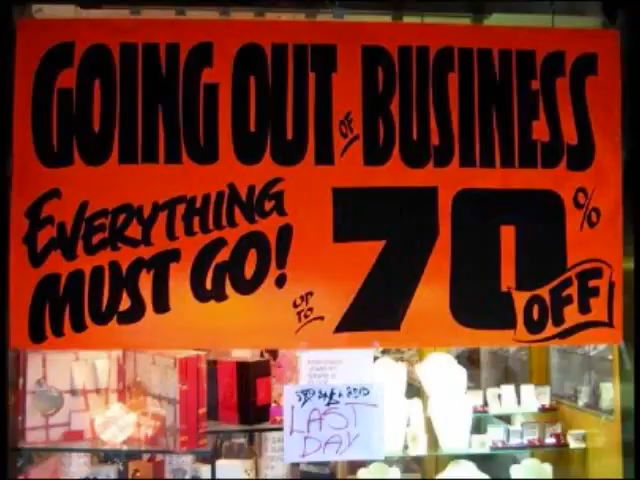 GOING OUT OF BUSINESS
EVERYTHING
MUST GO!
UP TO 70% OFF
LAST
DAY